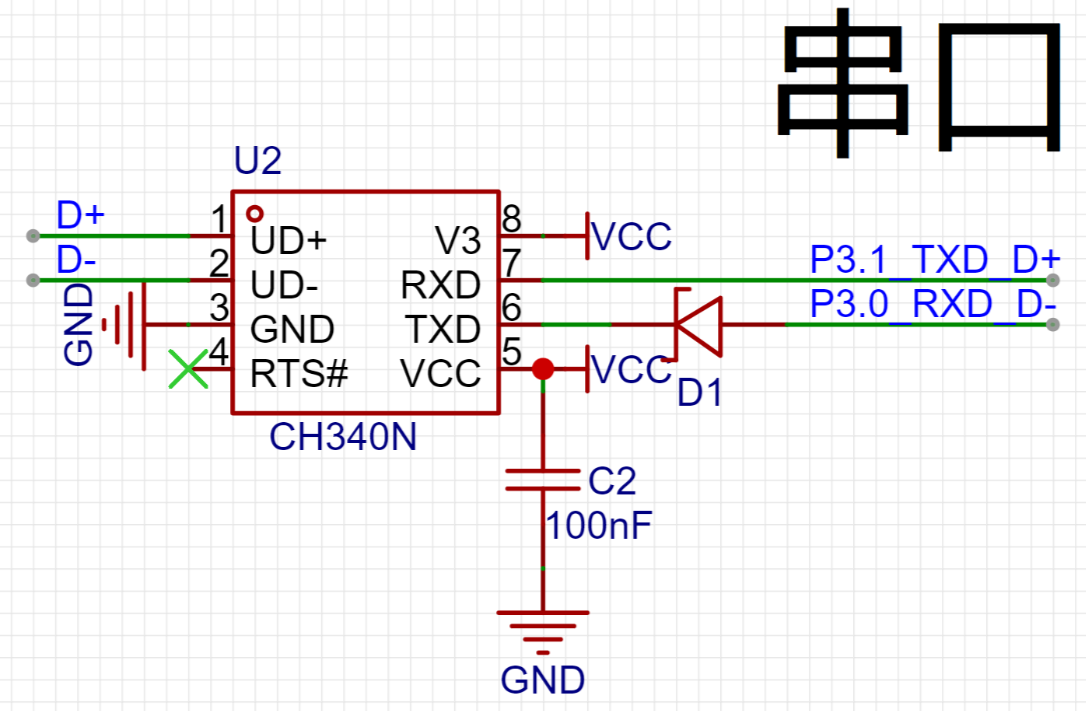 串口
U2
D+
D-
GND
1
2
3
4
UD+
UD-
GND
RTS#
V3
RXD
TXD
VCC
8
7
6
5
VCC
P3.1_TXD_D+
P3.0_RXD_D-
VCC
D1
CH340N
C2
100nF
GND